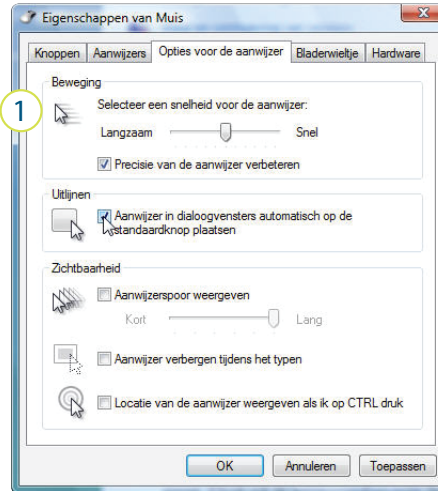 Eigenschappen van Muis
Knoppen Aanwijzers Opties voor de aanwijzer Bladerwieltje Hardware
Beweging
1
Selecteer een snelheid voor de aanwijzer:
Langzaam Snel
Precisie van de aanwijzer verbeteren
Uitlijnen
Aanwijzer in dialoogvensters automatisch op de
standaardknop plaatsen
Zichtbaarheid
Aanwijzerspoor weergeven
Kort Lang
Aanwijzer verbergen tijdens het typen
Locatie van de aanwijzer weergeven als ik op CTRL druk
OK Annuleren Toepassen